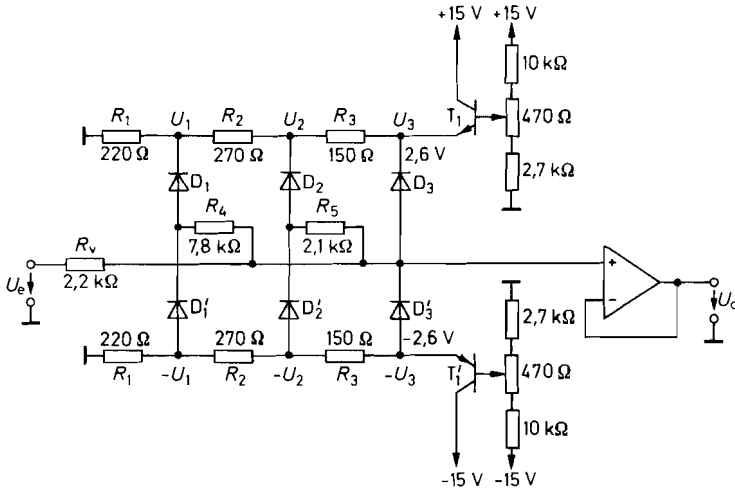 +15 V +15 V
10 kΩ
R1 U1 R2 U2 R3 U3 T1 470 Ω
220 Ω 270 Ω 150 Ω 2,6 V
D1 D2 D3 2,7 kΩ
R4 R5
7,8 kΩ 2,1 kΩ
Rv
Ue 2,2 kΩ
+
−
Ua
D1′ D2′ D3′ 2,7 kΩ
220 Ω 270 Ω 150 Ω −2,6 V
R1 −U1 R2 −U2 R3 −U3 T1′ 470 Ω
10 kΩ
−15 V −15 V